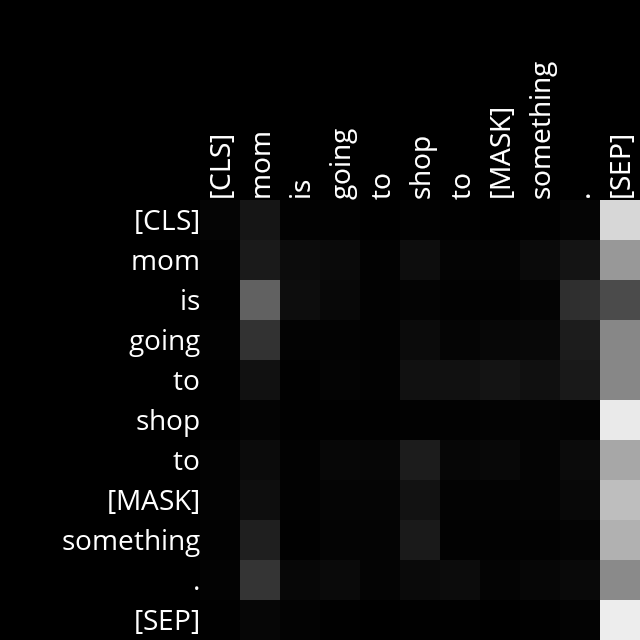 [CLS] mom is going to shop to [MASK] something . [SEP]
[CLS]
mom
is
going
to
shop
to
[MASK]
something
.
[SEP]